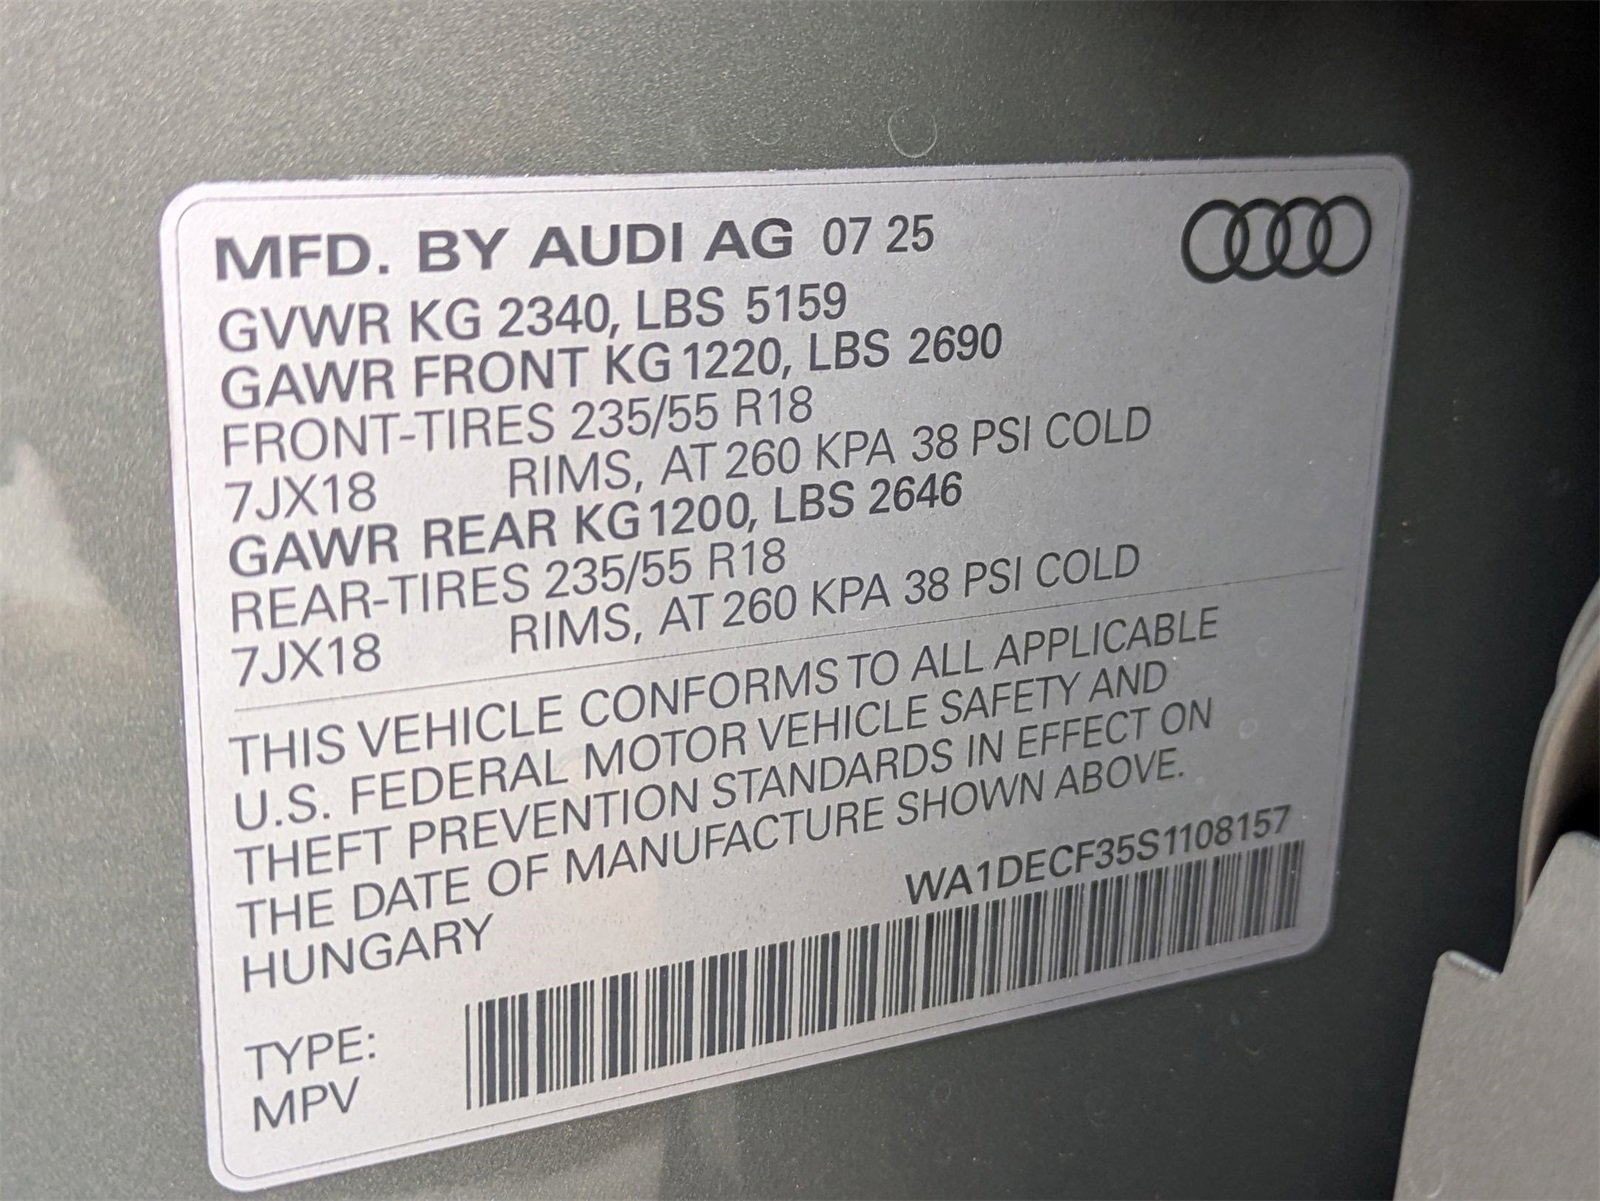 MFD. BY AUDI AG 07 25
GVWR KG 2340, LBS 5159
GAWR FRONT KG 1220, LBS 2690
FRONT-TIRES 235/55 R18
7JX18 RIMS, AT 260 KPA 38 PSI COLD
GAWR REAR KG 1200, LBS 2646
REAR-TIRES 235/55 R18
7JX18 RIMS, AT 260 KPA 38 PSI COLD
THIS VEHICLE CONFORMS TO ALL APPLICABLE
U.S. FEDERAL MOTOR VEHICLE SAFETY AND
THEFT PREVENTION STANDARDS IN EFFECT ON
THE DATE OF MANUFACTURE SHOWN ABOVE.
HUNGARY
WA1DECF35S1108157
TYPE:
MPV